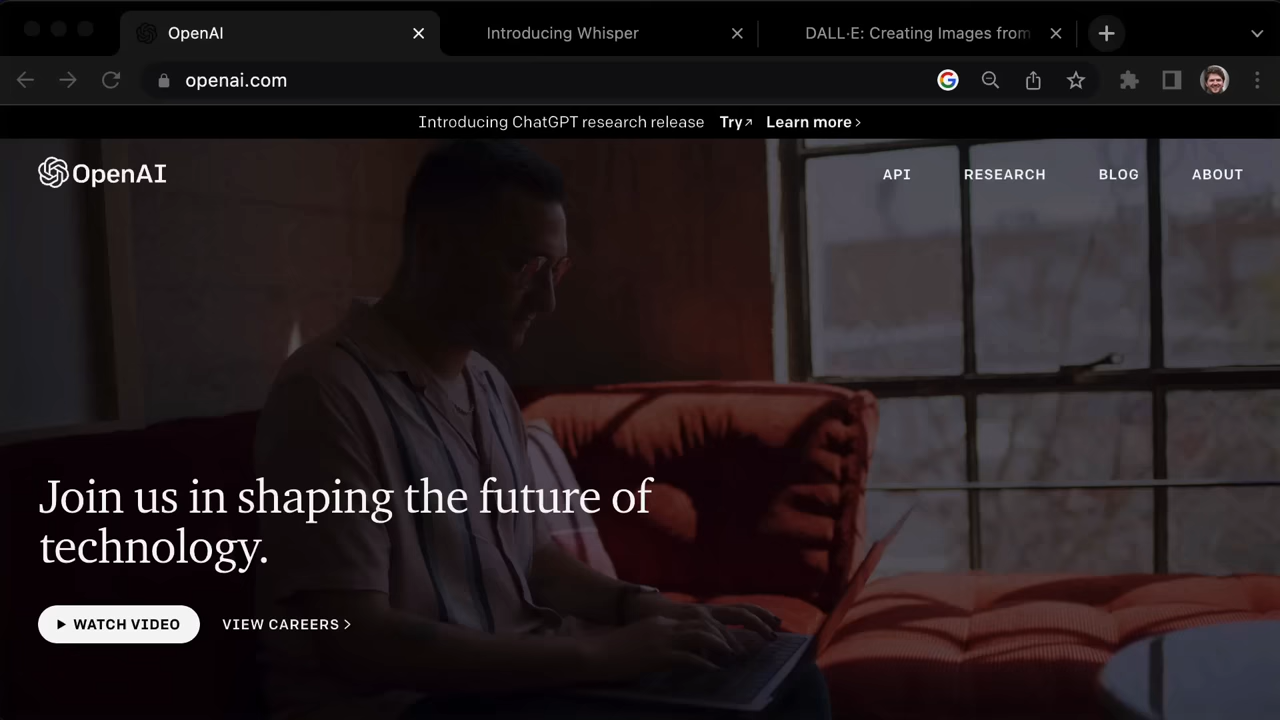 OpenAI
Introducing Whisper
DALL·E: Creating Images from
openai.com
Introducing ChatGPT research release Try↗ Learn more >
OpenAI
API RESEARCH BLOG ABOUT
Join us in shaping the future of
technology.
WATCH VIDEO VIEW CAREERS >